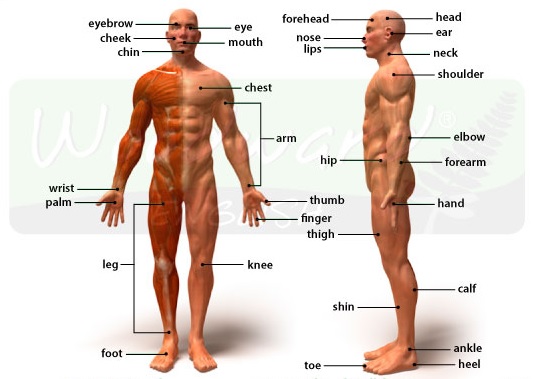 eyebrow
eye
cheek
mouth
chin
chest
arm
wrist
palm
thumb
finger
leg
knee
foot
forehead
head
nose
ear
lips
neck
shoulder
elbow
hip
forearm
hand
thigh
calf
shin
ankle
toe
heel